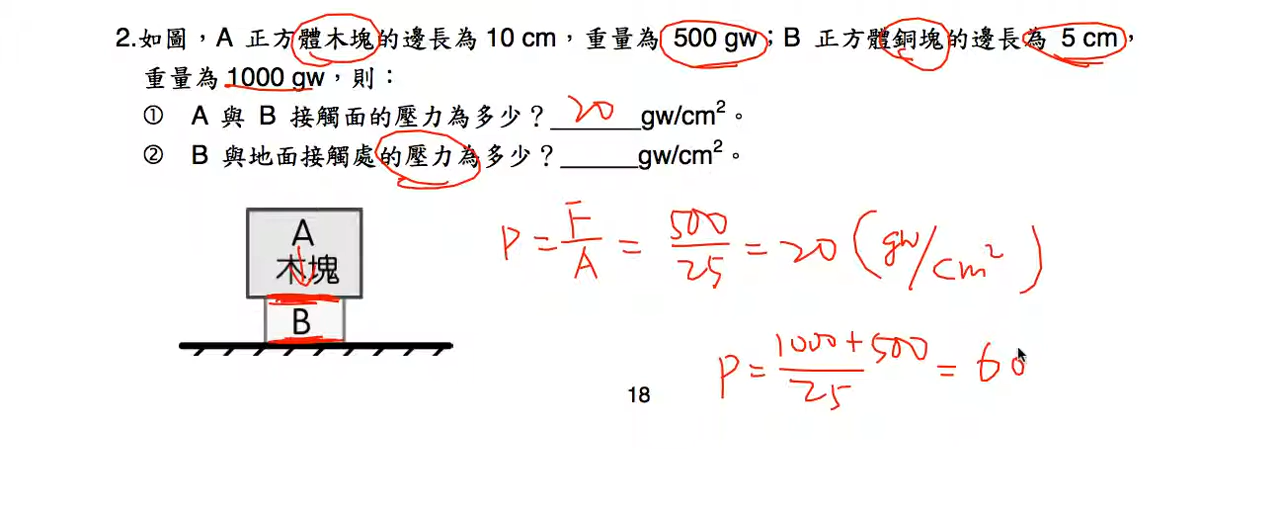 2.如圖，A 正方體木塊的邊長為 10 cm，重量為 500 gw；B 正方體銅塊的邊長為 5 cm，
重量為 1000 gw，則：
① A 與 B 接觸面的壓力為多少？ 20 gw/cm²。
② B 與地面接觸處的壓力為多少？______gw/cm²。
A
木塊
B
P = F/A = 500/25 = 20 (gw/cm²)
P = 1000+500/25 = 60
18